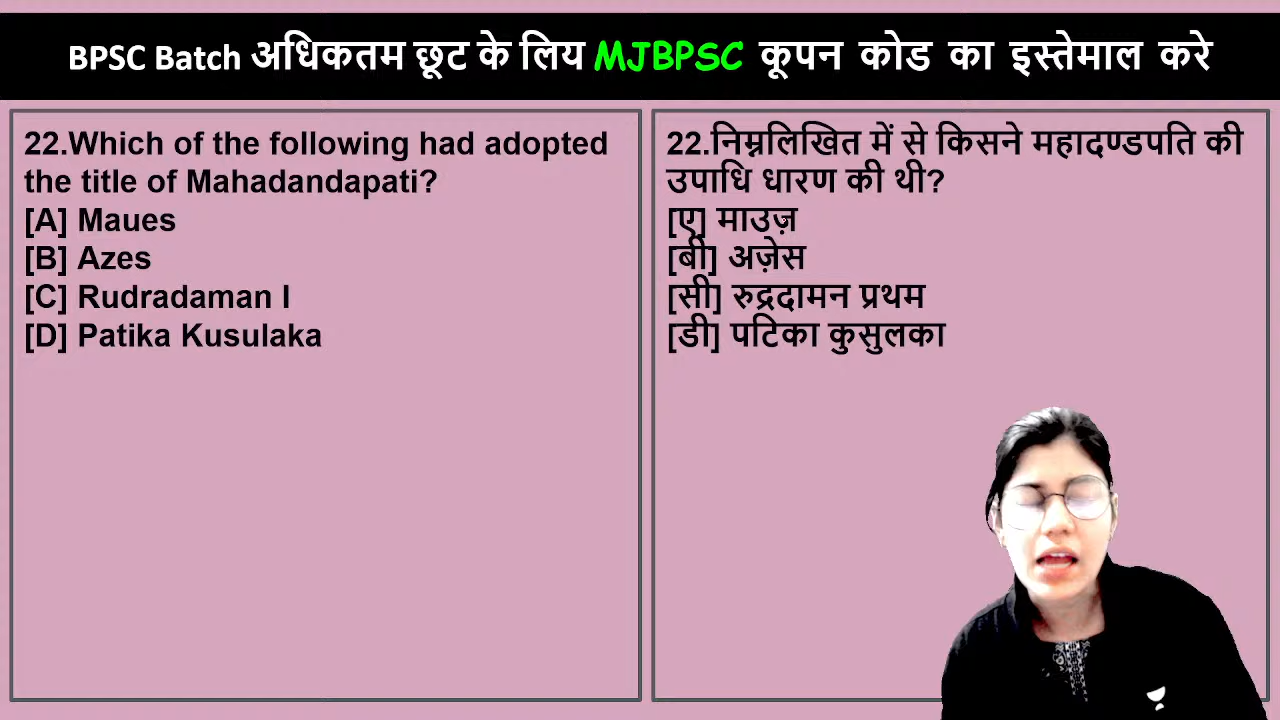 BPSC Batch अधिकतम छूट के लिय MJBPSC कूपन कोड का इस्तेमाल करे
22.Which of the following had adopted
the title of Mahadandapati?
[A] Maues
[B] Azes
[C] Rudradaman I
[D] Patika Kusulaka
22.निम्नलिखित में से किसने महादण्डपति की
उपाधि धारण की थी?
[ए] माउज़
[बी] अज़ेस
[सी] रुद्रदामन प्रथम
[डी] पटिका कुसुलका